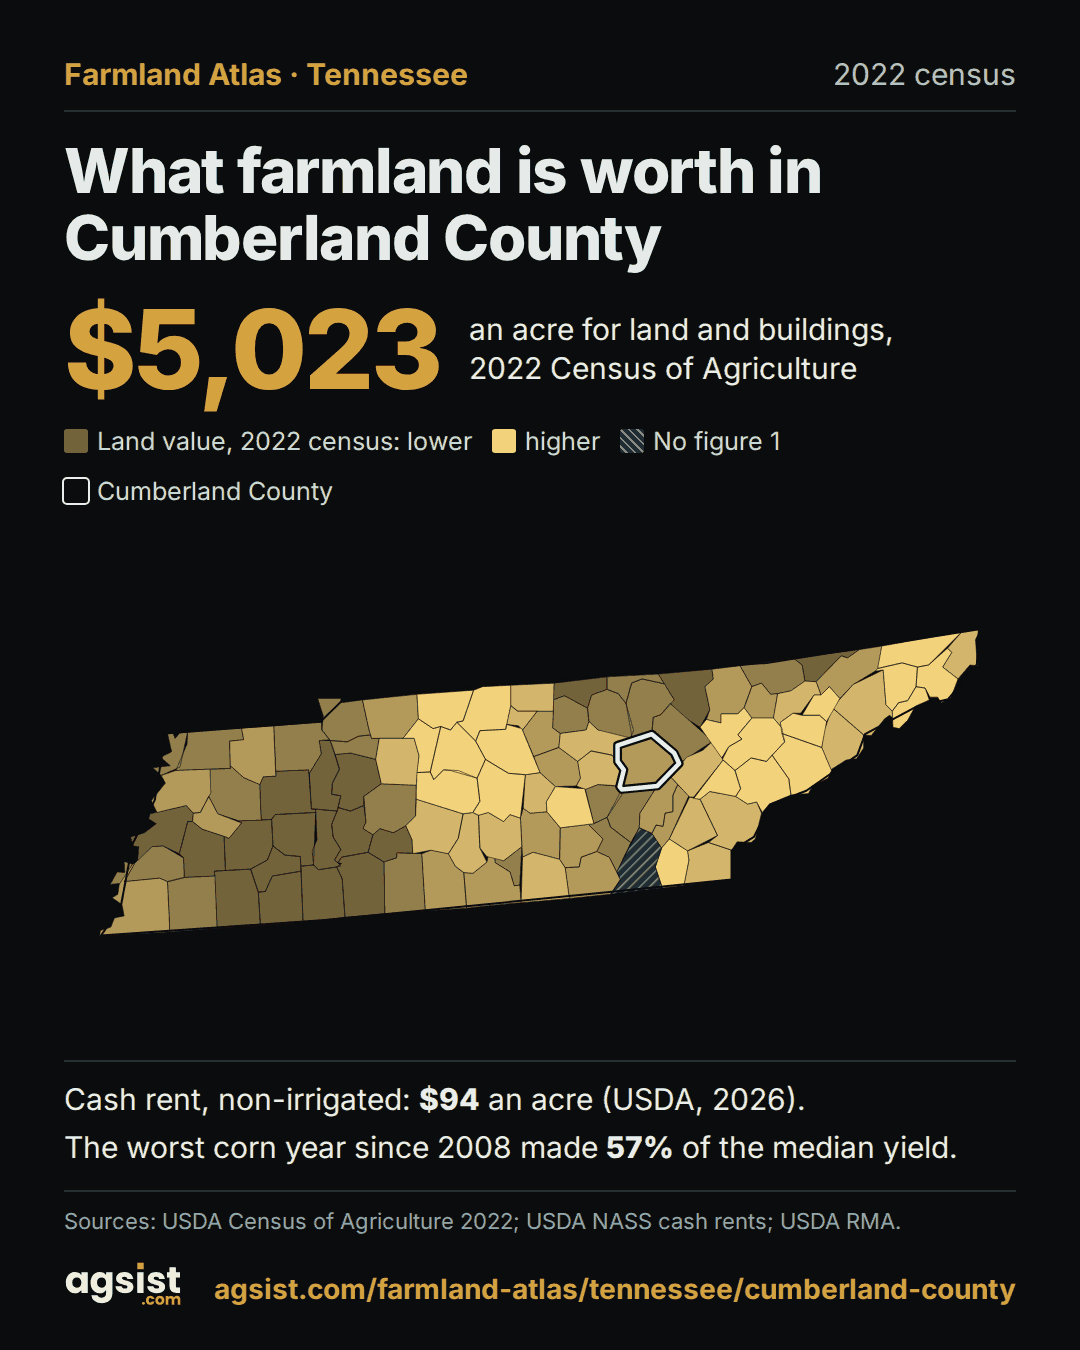 Farmland Atlas · Tennessee
2022 census
What farmland is worth in
Cumberland County
$5,023
an acre for land and buildings,
2022 Census of Agriculture
Land value, 2022 census: lower
higher
No figure 1
Cumberland County
Cash rent, non-irrigated: $94 an acre (USDA, 2026).
The worst corn year since 2008 made 57% of the median yield.
Sources: USDA Census of Agriculture 2022; USDA NASS cash rents; USDA RMA.
agsist
.com
agsist.com/farmland-atlas/tennessee/cumberland-county